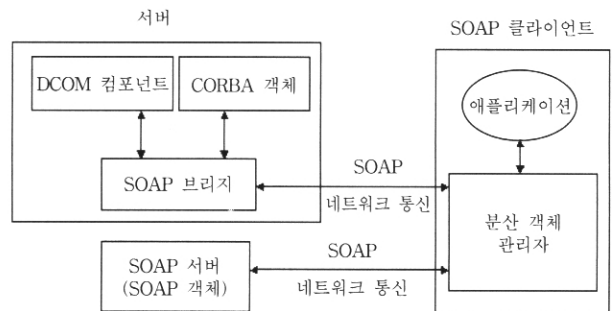 서버
SOAP 클라이언트
DCOM 컴포넌트
CORBA 객체
애플리케이션
SOAP 브리지
SOAP
네트워크 통신
분산 객체
관리자
SOAP 서버
(SOAP 객체)
SOAP
네트워크 통신